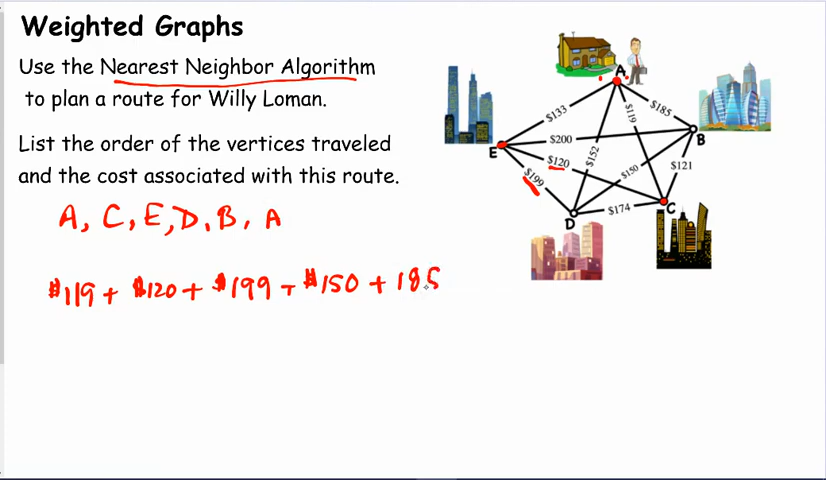 Weighted Graphs
Use the Nearest Neighbor Algorithm
to plan a route for Willy Loman.
List the order of the vertices traveled
and the cost associated with this route.
A, C, E, D, B, A
$119 + $120 + $199 + $150 + 185
A
$133
$185
$119
$200
B
E
$120
$152
$150
$121
$199
$174
C
D